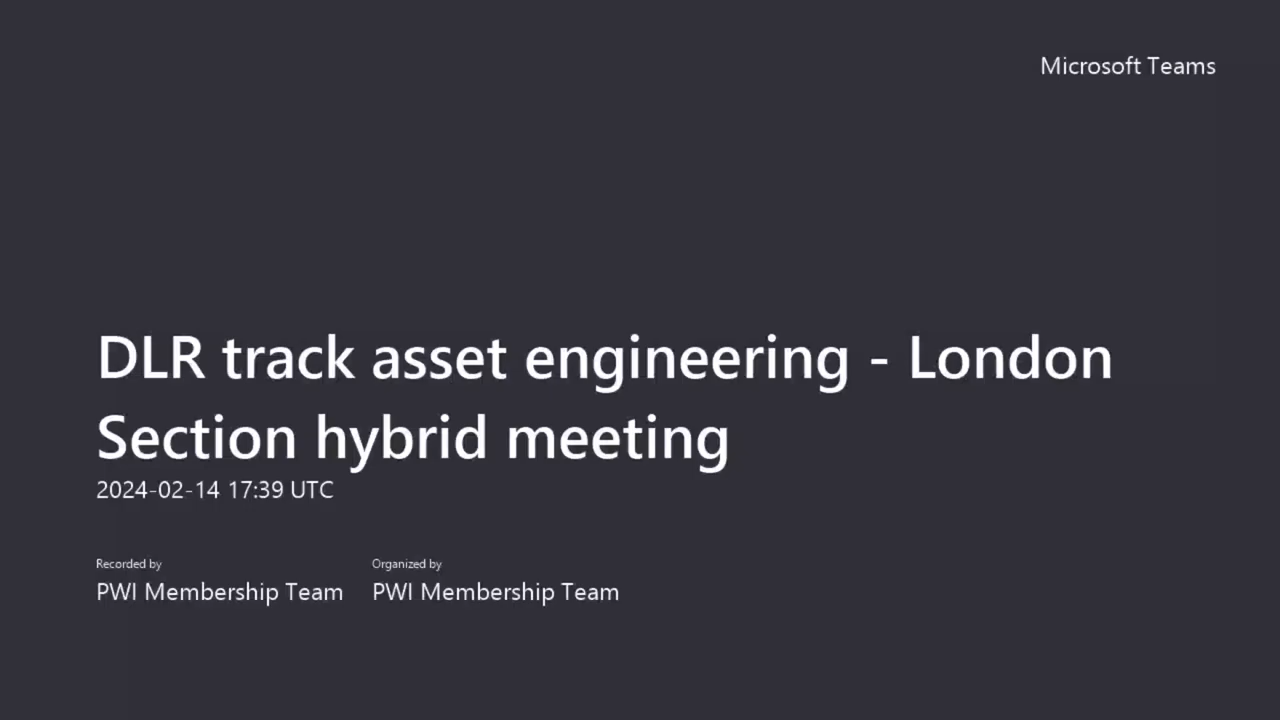 Microsoft Teams
DLR track asset engineering - London
Section hybrid meeting
2024-02-14 17:39 UTC
Recorded by
PWI Membership Team
Organized by
PWI Membership Team